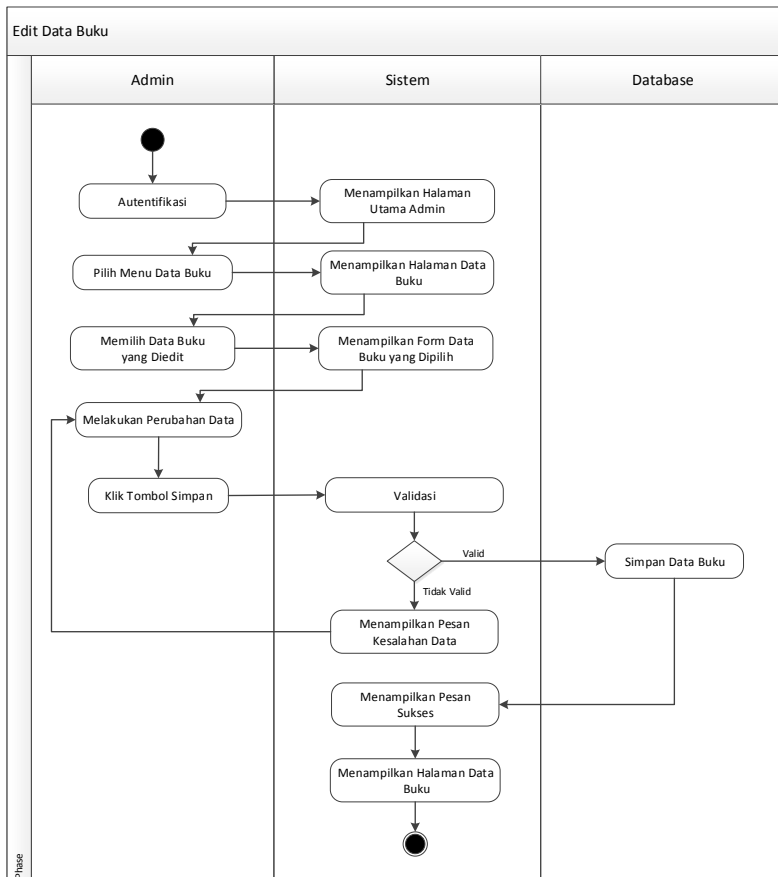 Edit Data Buku
Admin
Sistem
Database
Autentifikasi
Menampilkan Halaman
Utama Admin
Pilih Menu Data Buku
Menampilkan Halaman Data
Buku
Memilih Data Buku
yang Diedit
Menampilkan Form Data
Buku yang Dipilih
Melakukan Perubahan Data
Klik Tombol Simpan
Validasi
Valid
Simpan Data Buku
Tidak Valid
Menampilkan Pesan
Kesalahan Data
Menampilkan Pesan
Sukses
Menampilkan Halaman Data
Buku
Phase